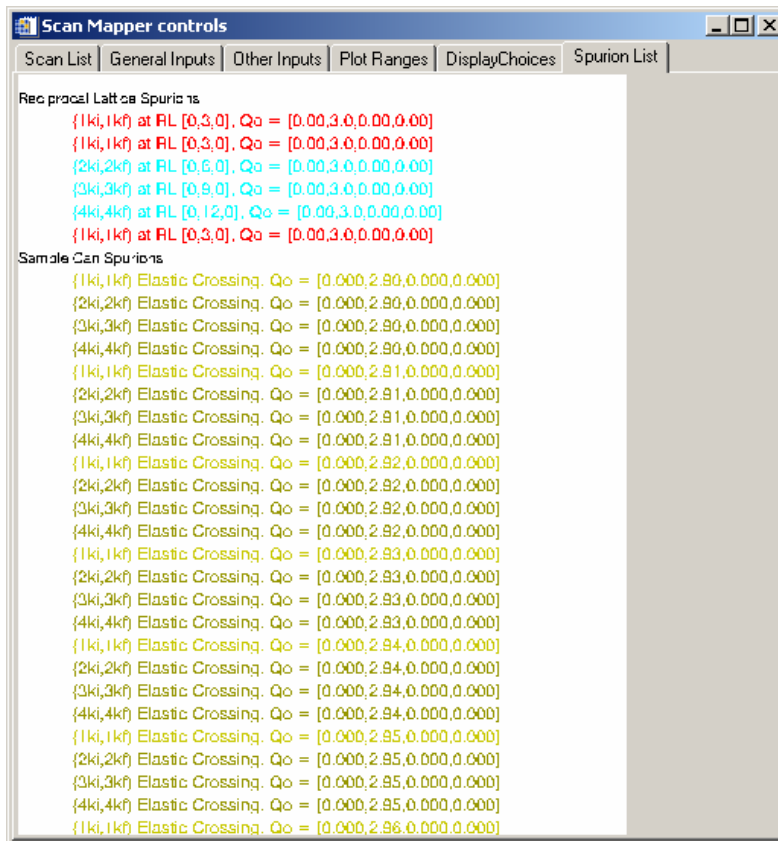 Scan Mapper controls
Scan List General Inputs Other Inputs Plot Ranges DisplayChoices Spurion List
Reciprocal Lattice Spurions
{1ki,1kf} at RL [0,3,0], Qo = [0.00,3.0,0.00,0.00]
{1ki,1kf} at RL [0,3,0], Qo = [0.00,3.0,0.00,0.00]
{2ki,2kf} at RL [0,6,0], Qo = [0.00,3.0,0.00,0.00]
{3ki,3kf} at RL [0,9,0], Qo = [0.00,3.0,0.00,0.00]
{4ki,4kf} at RL [0,12,0], Qo = [0.00,3.0,0.00,0.00]
{1ki,1kf} at RL [0,3,0], Qo = [0.00,3.0,0.00,0.00]
Sample Can Spurions
{1ki,1kf} Elastic Crossing. Qo = [0.000,2.90,0.000,0.000]
{2ki,2kf} Elastic Crossing. Qo = [0.000,2.90,0.000,0.000]
{3ki,3kf} Elastic Crossing. Qo = [0.000,2.90,0.000,0.000]
{4ki,4kf} Elastic Crossing. Qo = [0.000,2.90,0.000,0.000]
{1ki,1kf} Elastic Crossing. Qo = [0.000,2.91,0.000,0.000]
{2ki,2kf} Elastic Crossing. Qo = [0.000,2.91,0.000,0.000]
{3ki,3kf} Elastic Crossing. Qo = [0.000,2.91,0.000,0.000]
{4ki,4kf} Elastic Crossing. Qo = [0.000,2.91,0.000,0.000]
{1ki,1kf} Elastic Crossing. Qo = [0.000,2.92,0.000,0.000]
{2ki,2kf} Elastic Crossing. Qo = [0.000,2.92,0.000,0.000]
{3ki,3kf} Elastic Crossing. Qo = [0.000,2.92,0.000,0.000]
{4ki,4kf} Elastic Crossing. Qo = [0.000,2.92,0.000,0.000]
{1ki,1kf} Elastic Crossing. Qo = [0.000,2.93,0.000,0.000]
{2ki,2kf} Elastic Crossing. Qo = [0.000,2.93,0.000,0.000]
{3ki,3kf} Elastic Crossing. Qo = [0.000,2.93,0.000,0.000]
{4ki,4kf} Elastic Crossing. Qo = [0.000,2.93,0.000,0.000]
{1ki,1kf} Elastic Crossing. Qo = [0.000,2.94,0.000,0.000]
{2ki,2kf} Elastic Crossing. Qo = [0.000,2.94,0.000,0.000]
{3ki,3kf} Elastic Crossing. Qo = [0.000,2.94,0.000,0.000]
{4ki,4kf} Elastic Crossing. Qo = [0.000,2.94,0.000,0.000]
{1ki,1kf} Elastic Crossing. Qo = [0.000,2.95,0.000,0.000]
{2ki,2kf} Elastic Crossing. Qo = [0.000,2.95,0.000,0.000]
{3ki,3kf} Elastic Crossing. Qo = [0.000,2.95,0.000,0.000]
{4ki,4kf} Elastic Crossing. Qo = [0.000,2.95,0.000,0.000]
{1ki,1kf} Elastic Crossing. Qo = [0.000,2.96,0.000,0.000]